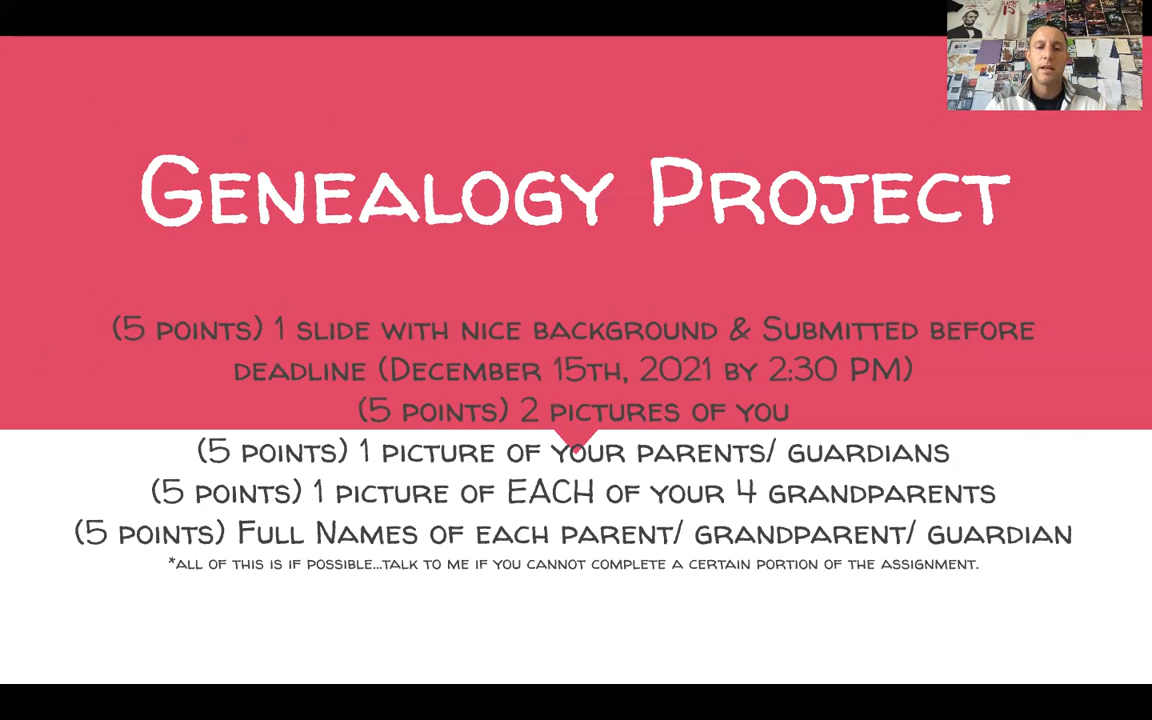 Genealogy Project
(5 points) 1 slide with nice background & Submitted before
deadline (December 15th, 2021 by 2:30 PM)
(5 points) 2 pictures of you
(5 points) 1 picture of your parents/ guardians
(5 points) 1 picture of EACH of your 4 grandparents
(5 points) Full Names of each parent/ grandparent/ guardian
*all of this is if possible...talk to me if you cannot complete a certain portion of the assignment.